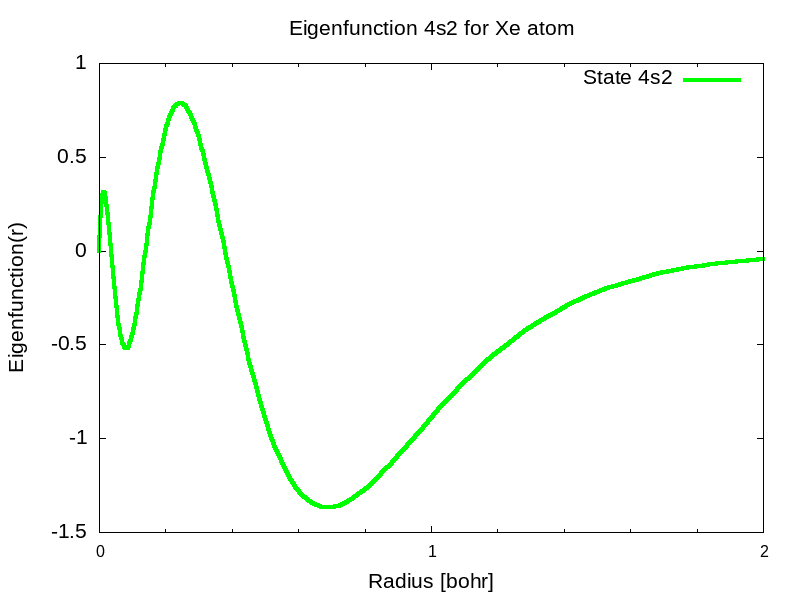 Eigenfunction 4s2 for Xe atom
State 4s2
1
0.5
0
-0.5
-1
-1.5
Eigenfunction(r)
0 1 2
Radius [bohr]